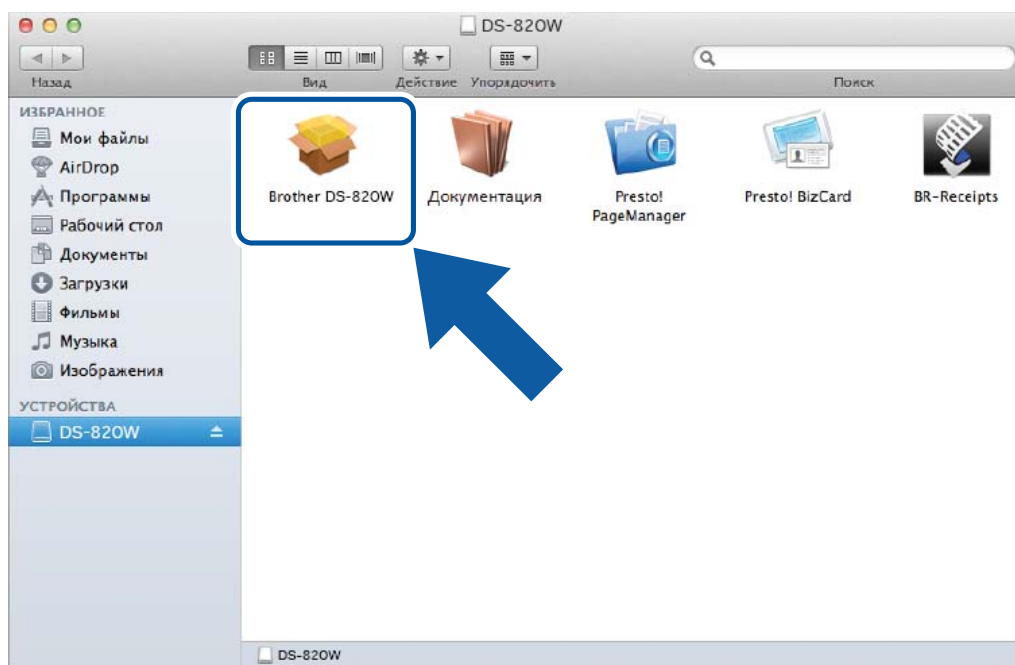 DS-820W
Назад
Вид
Действие
Упорядочить
Поиск
ИЗБРАННОЕ
Мои файлы
AirDrop
Программы
Рабочий стол
Документы
Загрузки
Фильмы
Музыка
Изображения
УСТРОЙСТВА
DS-820W
Brother DS-820W
Документация
Presto!
PageManager
Presto! BizCard
BR-Receipts
DS-820W